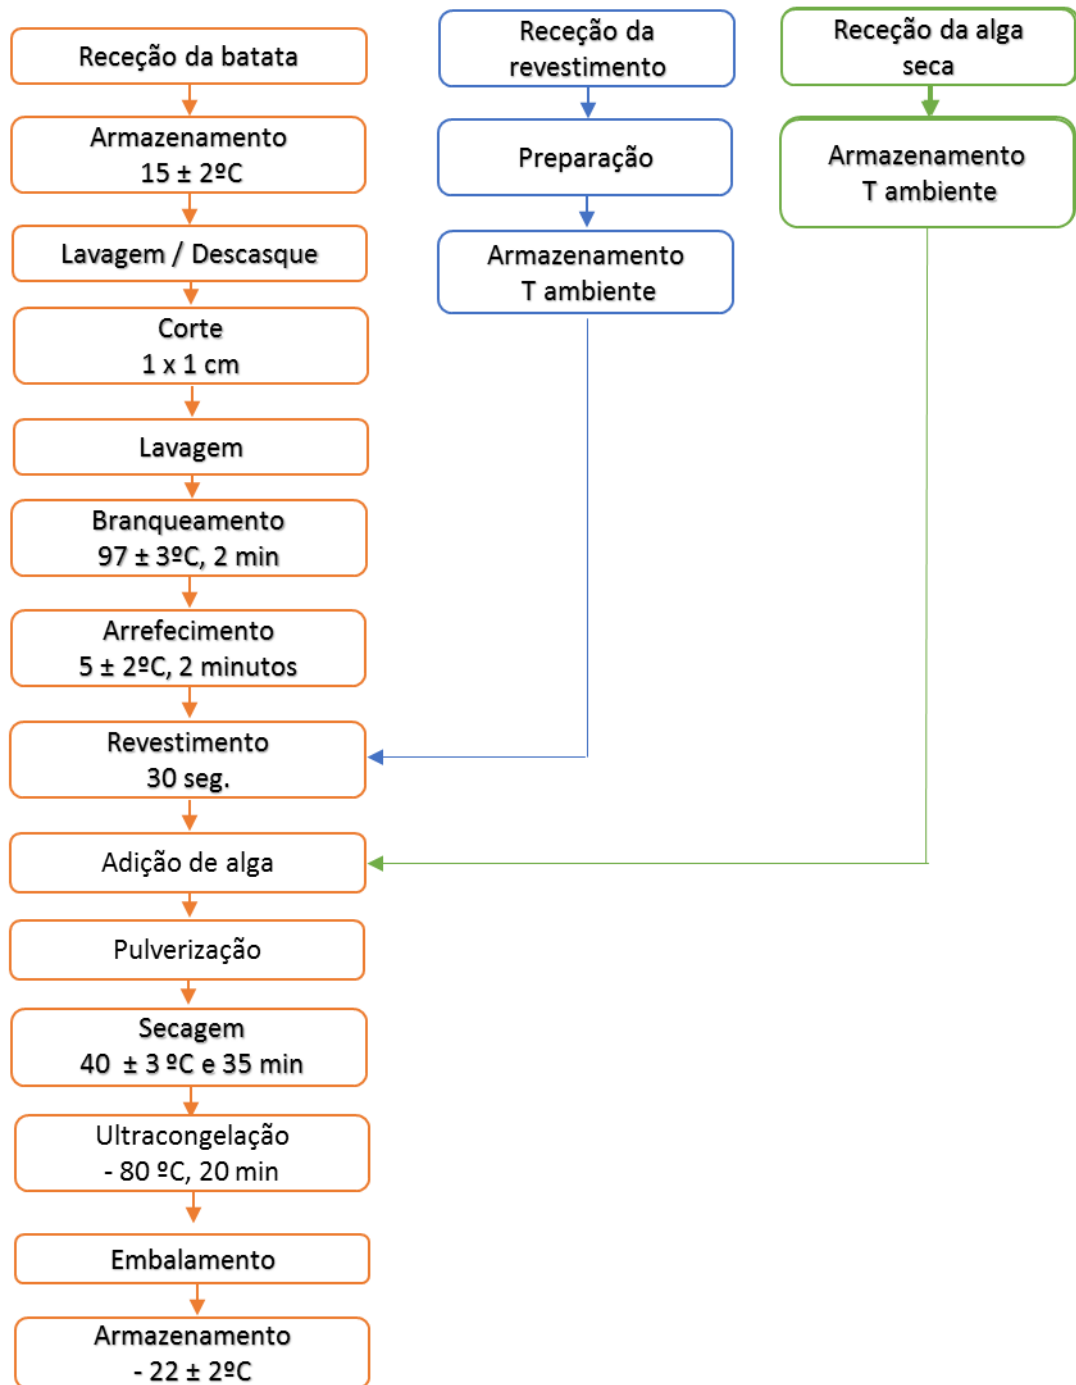 Receção da batata
Armazenamento
15 ± 2ºC
Lavagem / Descasque
Corte
1 x 1 cm
Lavagem
Branqueamento
97 ± 3ºC, 2 min
Arrefecimento
5 ± 2ºC, 2 minutos
Revestimento
30 seg.
Adição de alga
Pulverização
Secagem
40 ± 3 ºC e 35 min
Ultracongelação
- 80 ºC, 20 min
Embalamento
Armazenamento
- 22 ± 2ºC
Receção da
revestimento
Preparação
Armazenamento
T ambiente
Receção da alga
seca
Armazenamento
T ambiente